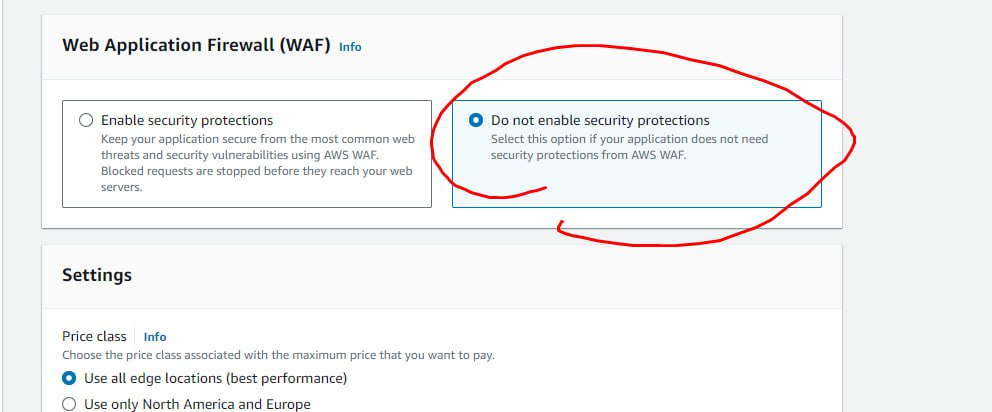 Web Application Firewall (WAF) Info
Enable security protections
Keep your application secure from the most common web
threats and security vulnerabilities using AWS WAF.
Blocked requests are stopped before they reach your web
servers.
Do not enable security protections
Select this option if your application does not need
security protections from AWS WAF.
Settings
Price class Info
Choose the price class associated with the maximum price that you want to pay.
Use all edge locations (best performance)
Use only North America and Europe